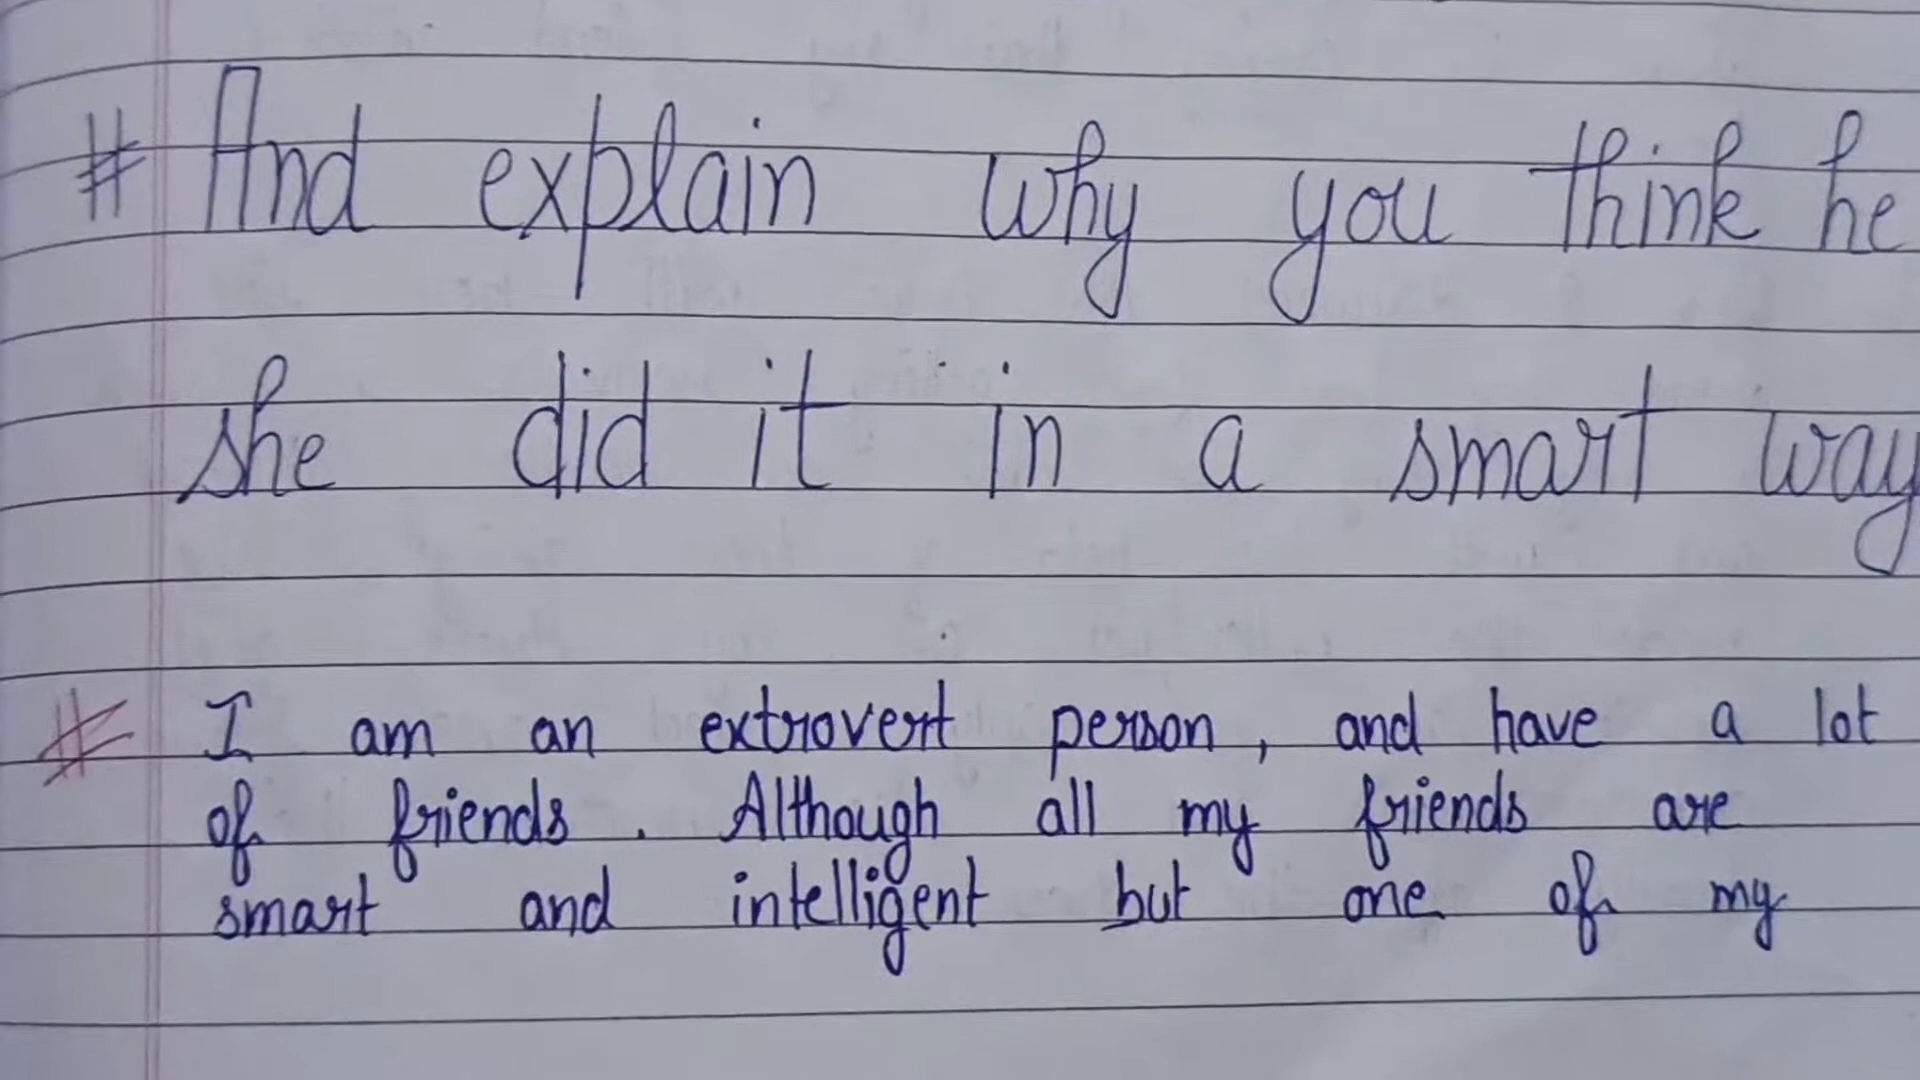 # And explain why you think he
she did it in a smart way
# I am an extrovert person, and have a lot
of friends. Although all my friends are
smart and intelligent but one of my